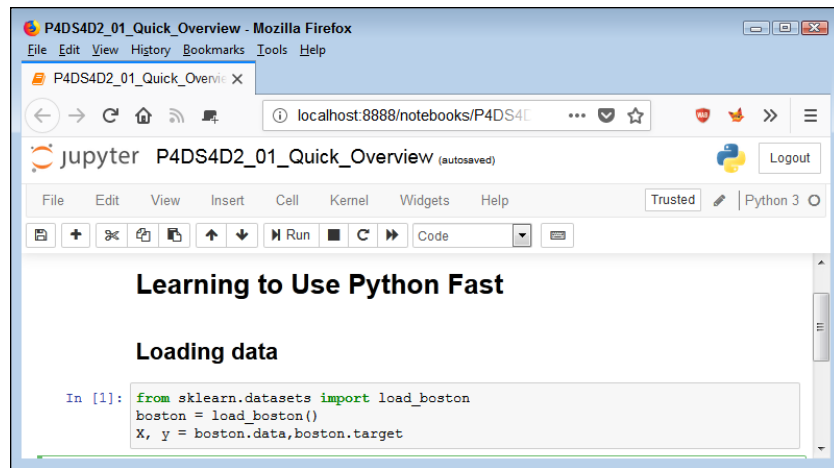 P4DS4D2_01_Quick_Overview - Mozilla Firefox
File Edit View History Bookmarks Tools Help
P4DS4D2_01_Quick_Overvie
localhost:8888/notebooks/P4DS4D
jupyter P4DS4D2_01_Quick_Overview (autosaved) Logout
File Edit View Insert Cell Kernel Widgets Help Trusted Python 3
Run Code
Learning to Use Python Fast
Loading data
In [1]: from sklearn.datasets import load_boston
boston = load_boston()
X, y = boston.data,boston.target